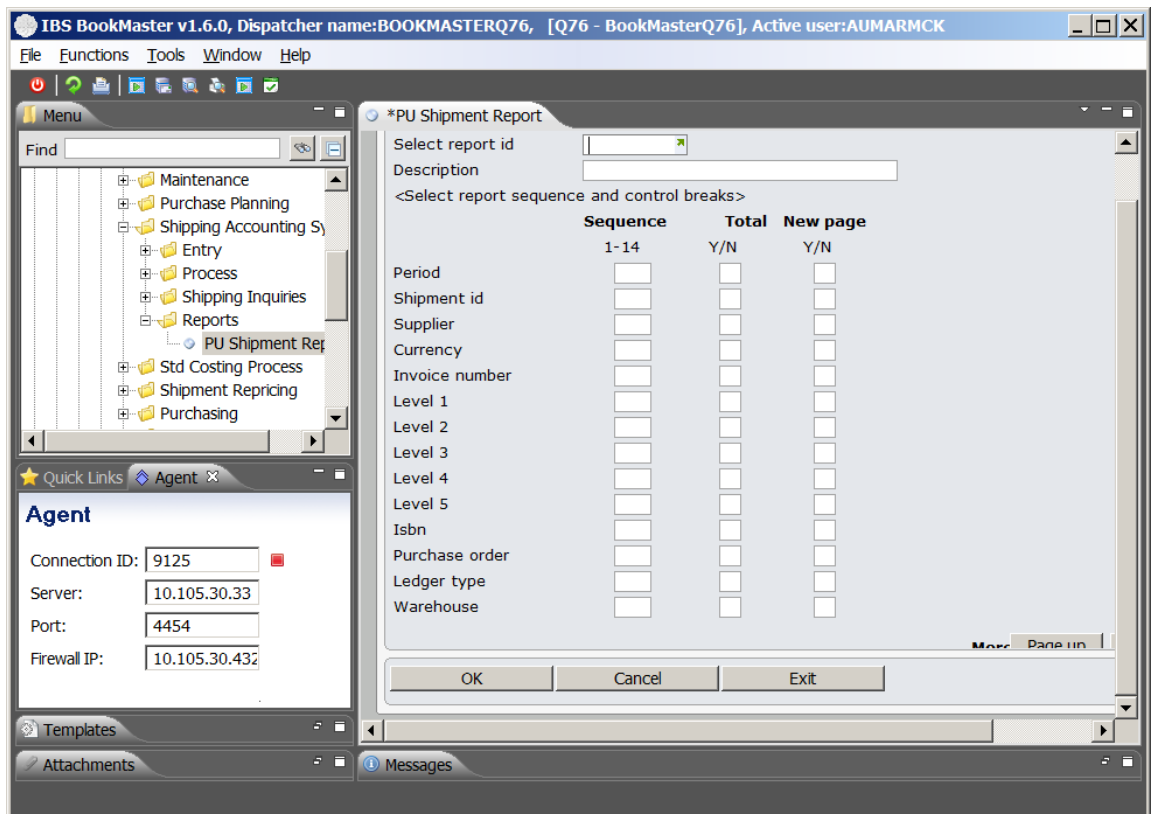 IBS BookMaster v1.6.0, Dispatcher name:BOOKMASTERQ76, [Q76 - BookMasterQ76], Active user:AUMARMCK
File Functions Tools Window Help
Menu
Find
Maintenance
Purchase Planning
Shipping Accounting Sy
Entry
Process
Shipping Inquiries
Reports
PU Shipment Rep
Std Costing Process
Shipment Repricing
Purchasing
Quick Links Agent
Agent
Connection ID: 9125
Server: 10.105.30.33
Port: 4454
Firewall IP: 10.105.30.432
Templates
Attachments
*PU Shipment Report
Select report id
Description
<Select report sequence and control breaks>
Sequence Total New page
1-14 Y/N Y/N
Period
Shipment id
Supplier
Currency
Invoice number
Level 1
Level 2
Level 3
Level 4
Level 5
Isbn
Purchase order
Ledger type
Warehouse
More Page up
OK Cancel Exit
Messages